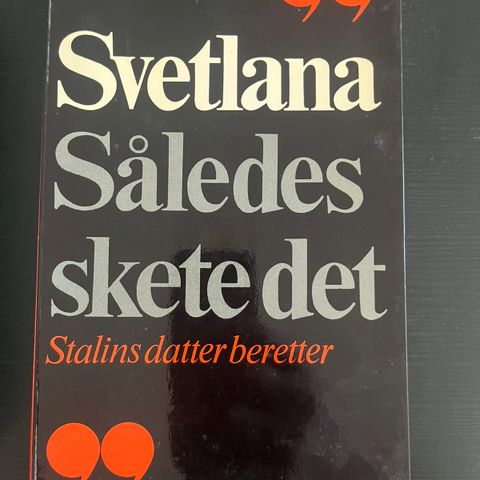 Svetlana
Således
skete det
Stalins datter beretter